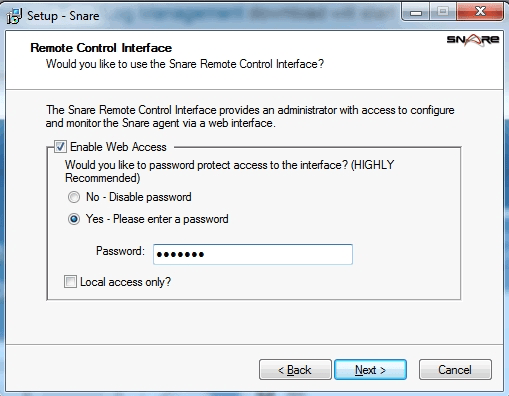 Setup - Snare
Remote Control Interface
Would you like to use the Snare Remote Control Interface?
SNARE
The Snare Remote Control Interface provides an administrator with access to configure
and monitor the Snare agent via a web interface.
Enable Web Access
Would you like to password protect access to the interface? (HIGHLY
Recommended)
No - Disable password
Yes - Please enter a password
Password: •••••••
Local access only?
< Back
Next >
Cancel